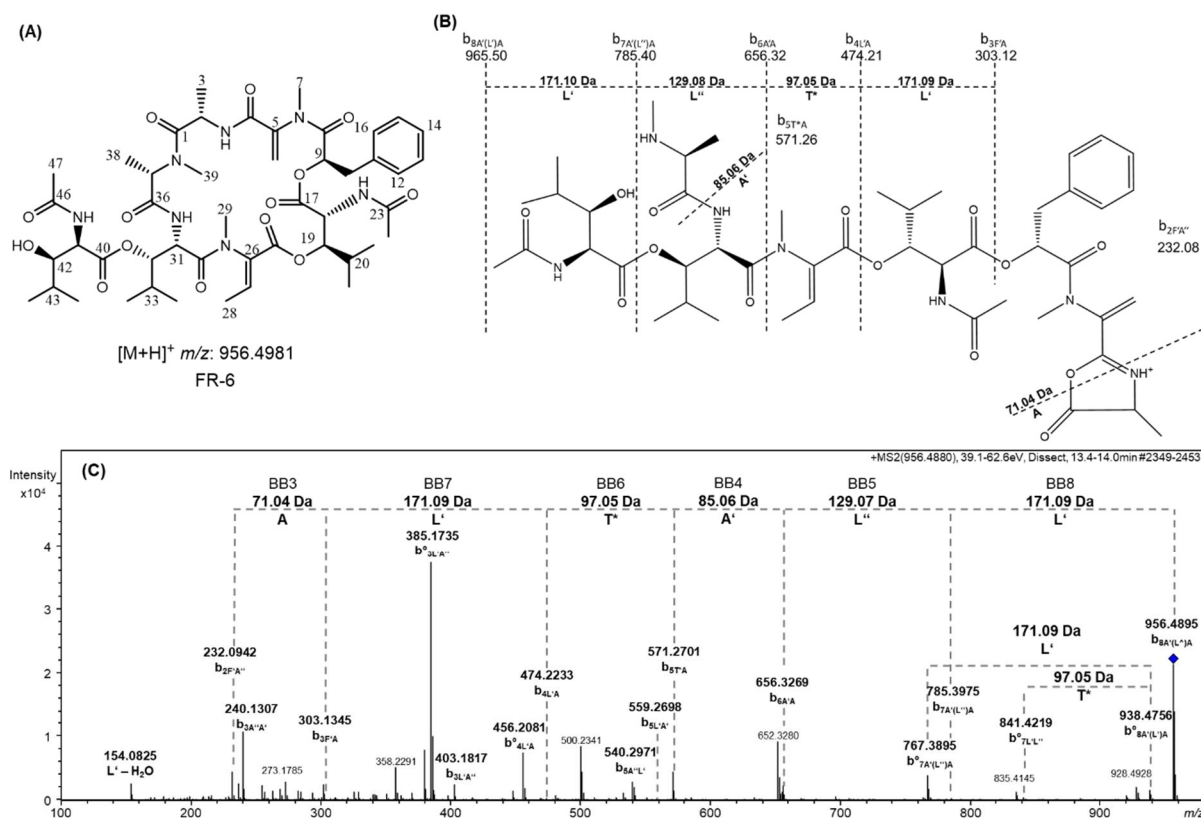 (A)
3
7
O
O
N
O
5
16
14
1
N
H
9
38
N
39
O
12
47
O
36
17
H
N
O
46
NH
O
NH
29
O
23
HO
40
O
31
N
26
O
19
42
O
O
O
20
43
33
28
[M+H]⁺ m/z: 956.4981
FR-6
(B)
b8A'(L')A
965.50
b7A'(L'')A
785.40
b6A'A
656.32
b4L'A
474.21
b3F'A
303.12
171.10 Da
L'
129.08 Da
L''
97.05 Da
T*
171.09 Da
L'
b5T*A
571.26
HN
85.06 Da
A'
OH
O
NH
O
O
O
N
O
O
O
N
H
O
O
O
HN
O
b2F'A''
232.08
N
O
NH⁺
71.04 Da
A
O
O
(C)
+MS2(956.4880), 39.1-62.6eV, Dissect, 13.4-14.0min #2349-2453
Intensity
x10⁴
BB3
71.04 Da
A
BB7
171.09 Da
L'
BB6
97.05 Da
T*
BB4
85.06 Da
A'
BB5
129.07 Da
L''
BB8
171.09 Da
L'
4
3
2
1
0
385.1735
b°3L'A''
232.0942
b2F'A''
240.1307
b3A''A'
303.1345
b3F'A
154.0825
L' – H₂O
273.1785
358.2291
403.1817
b3L'A''
474.2233
b4L'A
456.2081
b°4L'A
500.2341
571.2701
b5T'A
559.2698
b5L'A'
540.2971
b5A''L'
656.3269
b6A'A
652.3280
171.09 Da
L'
97.05 Da
T*
956.4895
b8A'(L^)A
785.3975
b7A'(L'')A
767.3895
b°7A'(L'')A
841.4219
b°7L'L''
835.4145
938.4756
b°8A'(L')A
928.4928
100 200 300 400 500 600 700 800 900 m/z